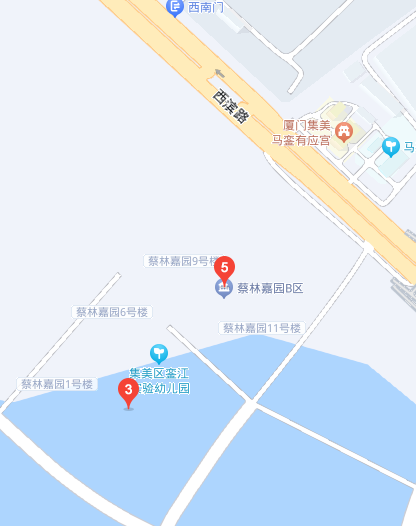 西南门
西滨路
厦门集美
马銮有应宫
马
蔡林嘉园9号楼
5
蔡林嘉园B区
蔡林嘉园6号楼
蔡林嘉园11号楼
集美区銮江
实验幼儿园
蔡林嘉园1号楼
3